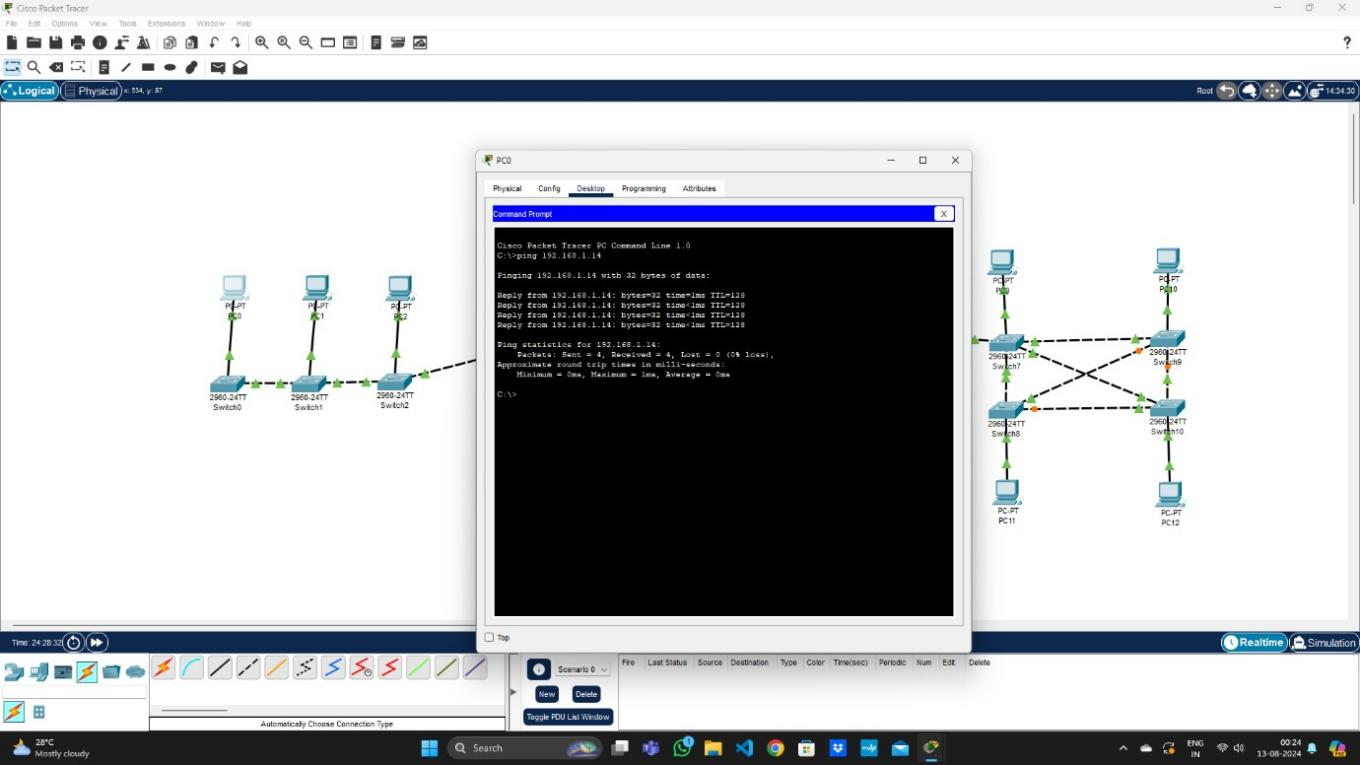 Cisco Packet Tracer
File Edit Options View Tools Extensions Window Help
Logical Physical x: 534, y: 87
Root 14:34:30
PC0
Physical Config Desktop Programming Attributes
Command Prompt X
Cisco Packet Tracer PC Command Line 1.0
C:\>ping 192.168.1.14
Pinging 192.168.1.14 with 32 bytes of data:
Reply from 192.168.1.14: bytes=32 time=1ms TTL=128
Reply from 192.168.1.14: bytes=32 time<1ms TTL=128
Reply from 192.168.1.14: bytes=32 time<1ms TTL=128
Reply from 192.168.1.14: bytes=32 time<1ms TTL=128
Ping statistics for 192.168.1.14:
Packets: Sent = 4, Received = 4, Lost = 0 (0% loss),
Approximate round trip times in milli-seconds:
Minimum = 0ms, Maximum = 1ms, Average = 0ms
C:\>
Top
PC-PT
PC0
PC-PT
PC1
PC-PT
PC2
2960-24TT
Switch0
2960-24TT
Switch1
2960-24TT
Switch2
PC-PT
PC9
PC-PT
PC10
2960-24TT
Switch7
2960-24TT
Switch9
2960-24TT
Switch8
2960-24TT
Switch10
PC-PT
PC11
PC-PT
PC12
Time: 24:28:32
Realtime Simulation
Scenario 0
New Delete
Toggle PDU List Window
Fire Last Status Source Destination Type Color Time(sec) Periodic Num Edit Delete
Automatically Choose Connection Type
28°C
Mostly cloudy
Search
ENG
IN
00:24
13-08-2024